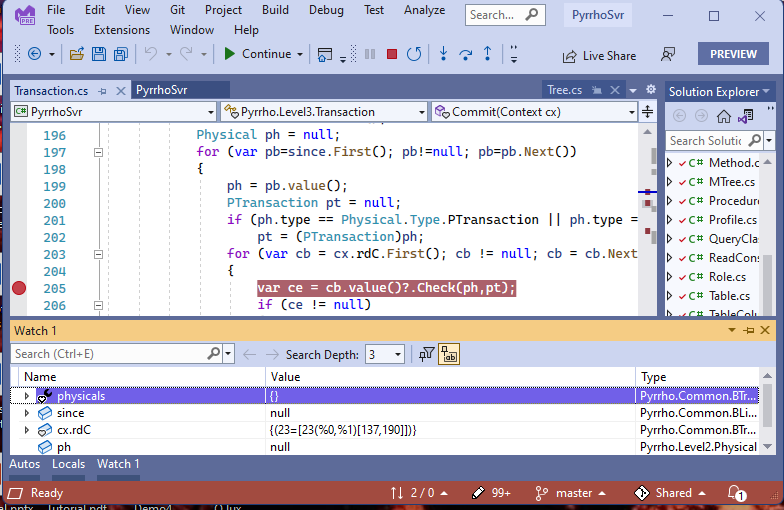 File Edit View Git Project Build Debug Test Analyze
Tools Extensions Window Help
Search...
PyrrhoSvr
PRE
Continue
Live Share
PREVIEW
Transaction.cs
PyrrhoSvr
Tree.cs
Solution Explorer
C# PyrrhoSvr
Pyrrho.Level3.Transaction
Commit(Context cx)
Search Solutio
196 Physical ph = null;
197 for (var pb=since.First(); pb!=null; pb=pb.Next())
198 {
199 ph = pb.value();
200 PTransaction pt = null;
201 if (ph.type == Physical.Type.PTransaction || ph.type =
202 pt = (PTransaction)ph;
203 for (var cb = cx.rdC.First(); cb != null; cb = cb.Next
204 {
205 var ce = cb.value()?.Check(ph,pt);
206 if (ce != null)
C# Method.c
C# MTree.cs
C# Procedur
C# Profile.cs
C# QueryClas
C# ReadCons
C# Role.cs
C# Table.cs
C# TableColu
Watch 1
Search (Ctrl+E)
Search Depth: 3
Name Value Type
physicals {} Pyrrho.Common.BTr...
since null Pyrrho.Common.BLi...
cx.rdC {(23=[23(%0,%1)[137,190]])} Pyrrho.Common.BTr...
ph null Pyrrho.Level2.Physical
Autos Locals Watch 1
Ready
2 / 0
99+
master
Shared
1
Tutorial.pdf Demo4